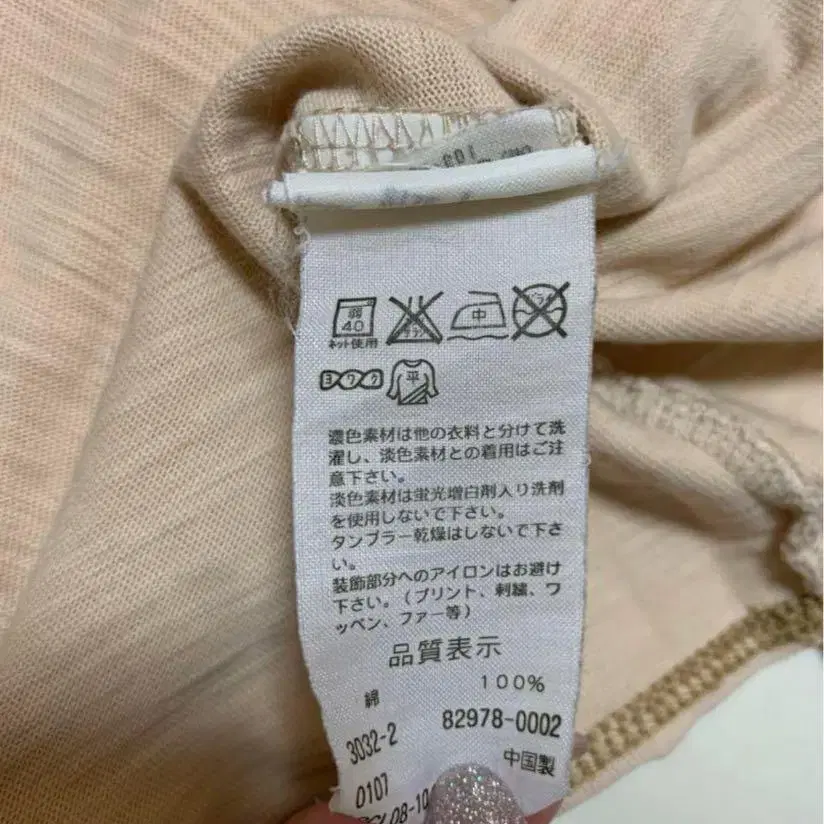 弱
40
ネット使用
中
ヨワク
平
濃色素材は他の衣料と分けて洗
濯し、淡色素材との着用はご注
意下さい。
淡色素材は蛍光増白剤入り洗剤
を使用しないで下さい。
タンブラー乾燥はしないで下さ
い。
装飾部分へのアイロンはお避け
下さい。(プリント、刺繍、ワ
ッペン、ファー等)
品質表示
綿 100%
3032-2 82978-0002
0107 中国製